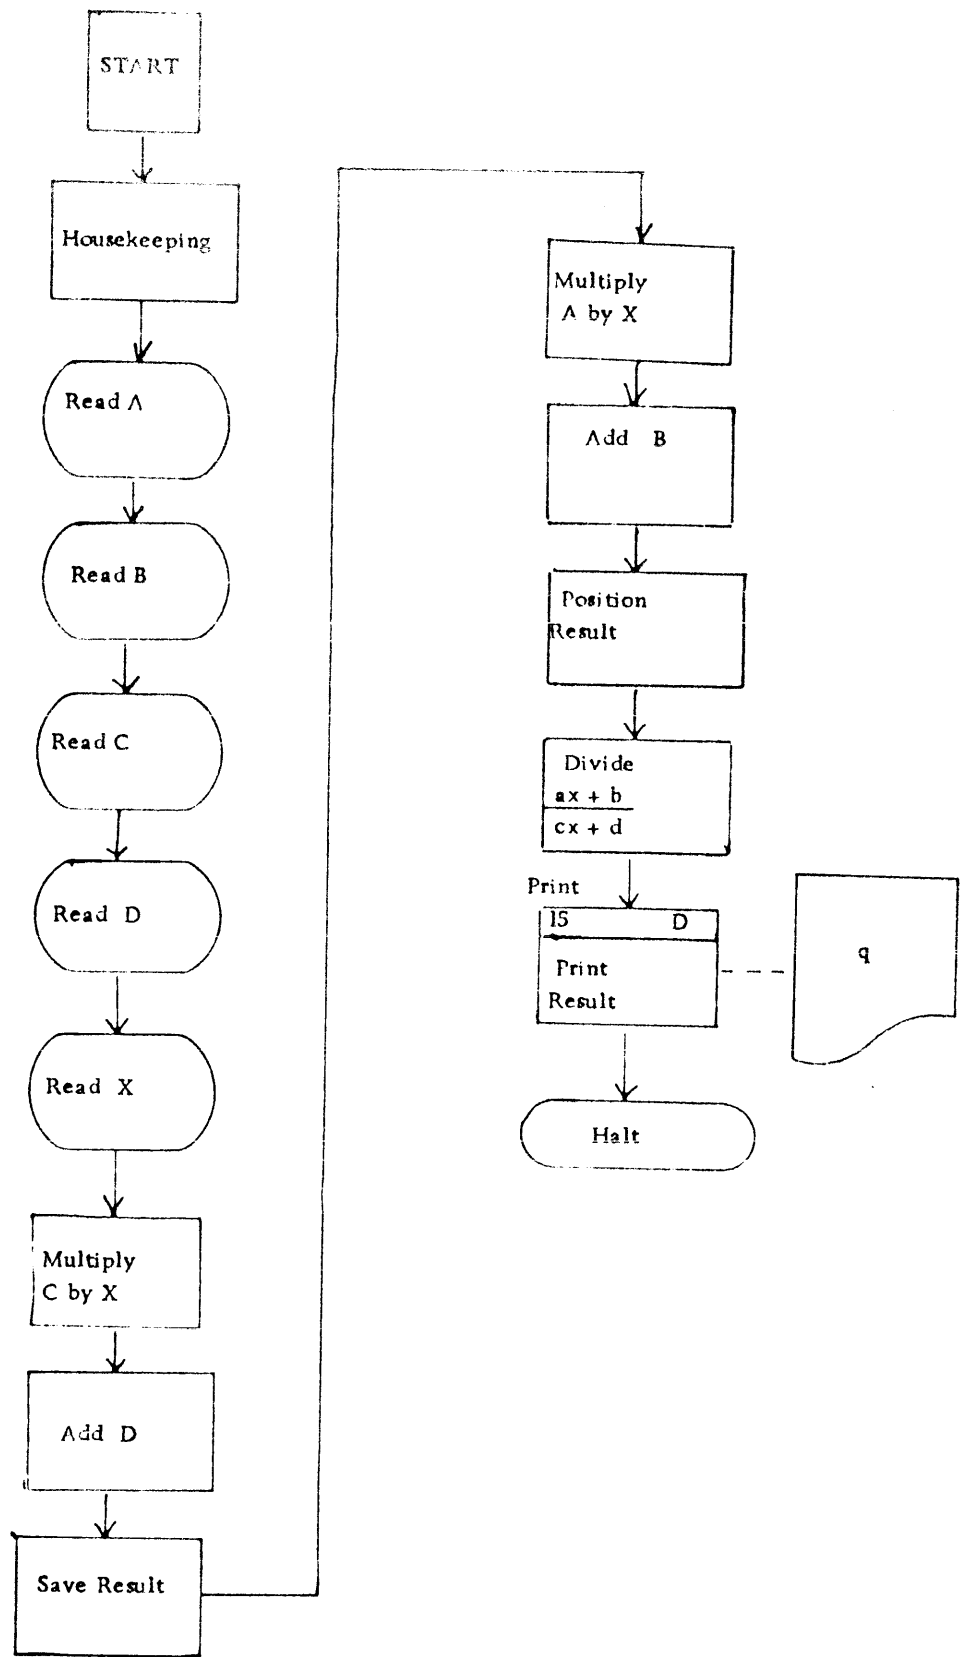 START
Housekeeping
Read A
Read B
Read C
Read D
Read X
Multiply
C by X
Add D
Save Result
Multiply
A by X
Add B
Position
Result
Divide
ax + b
cx + d
Print
15 D
Print
Result
q
Halt